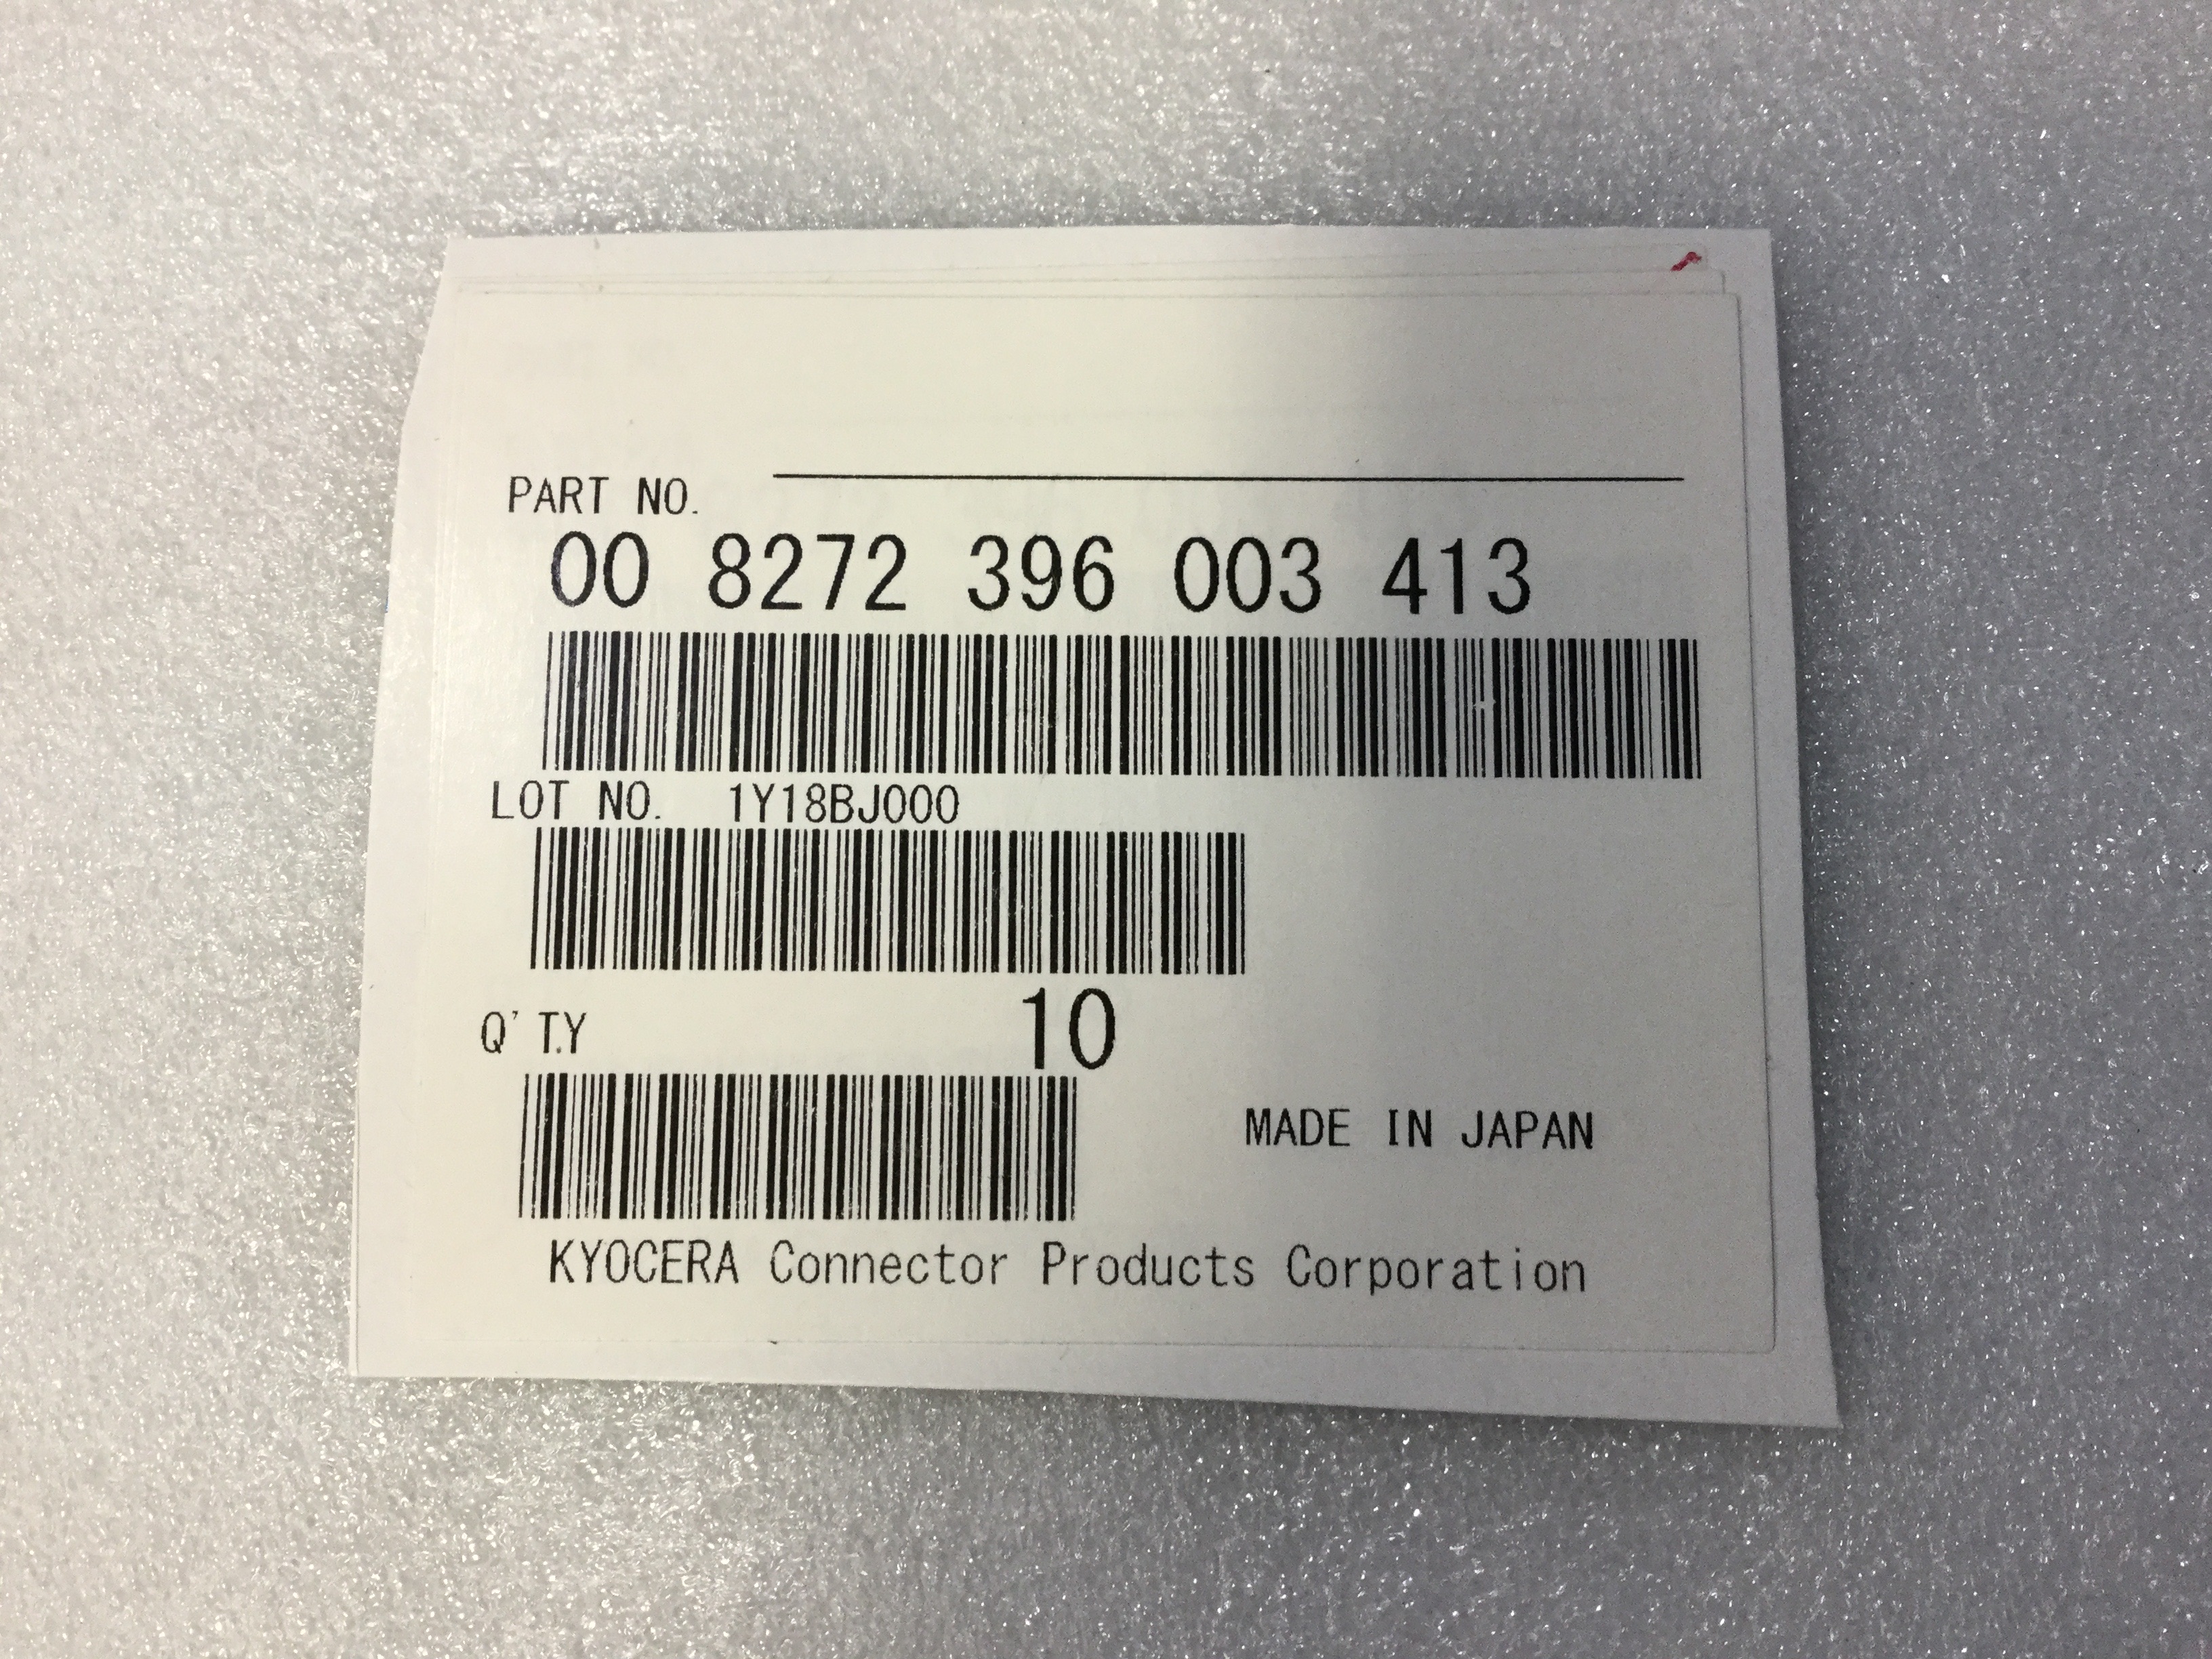 PART NO.
00 8272 396 003 413
LOT NO. 1Y18BJ000
Q'T.Y 10
MADE IN JAPAN
KYOCERA Connector Products Corporation